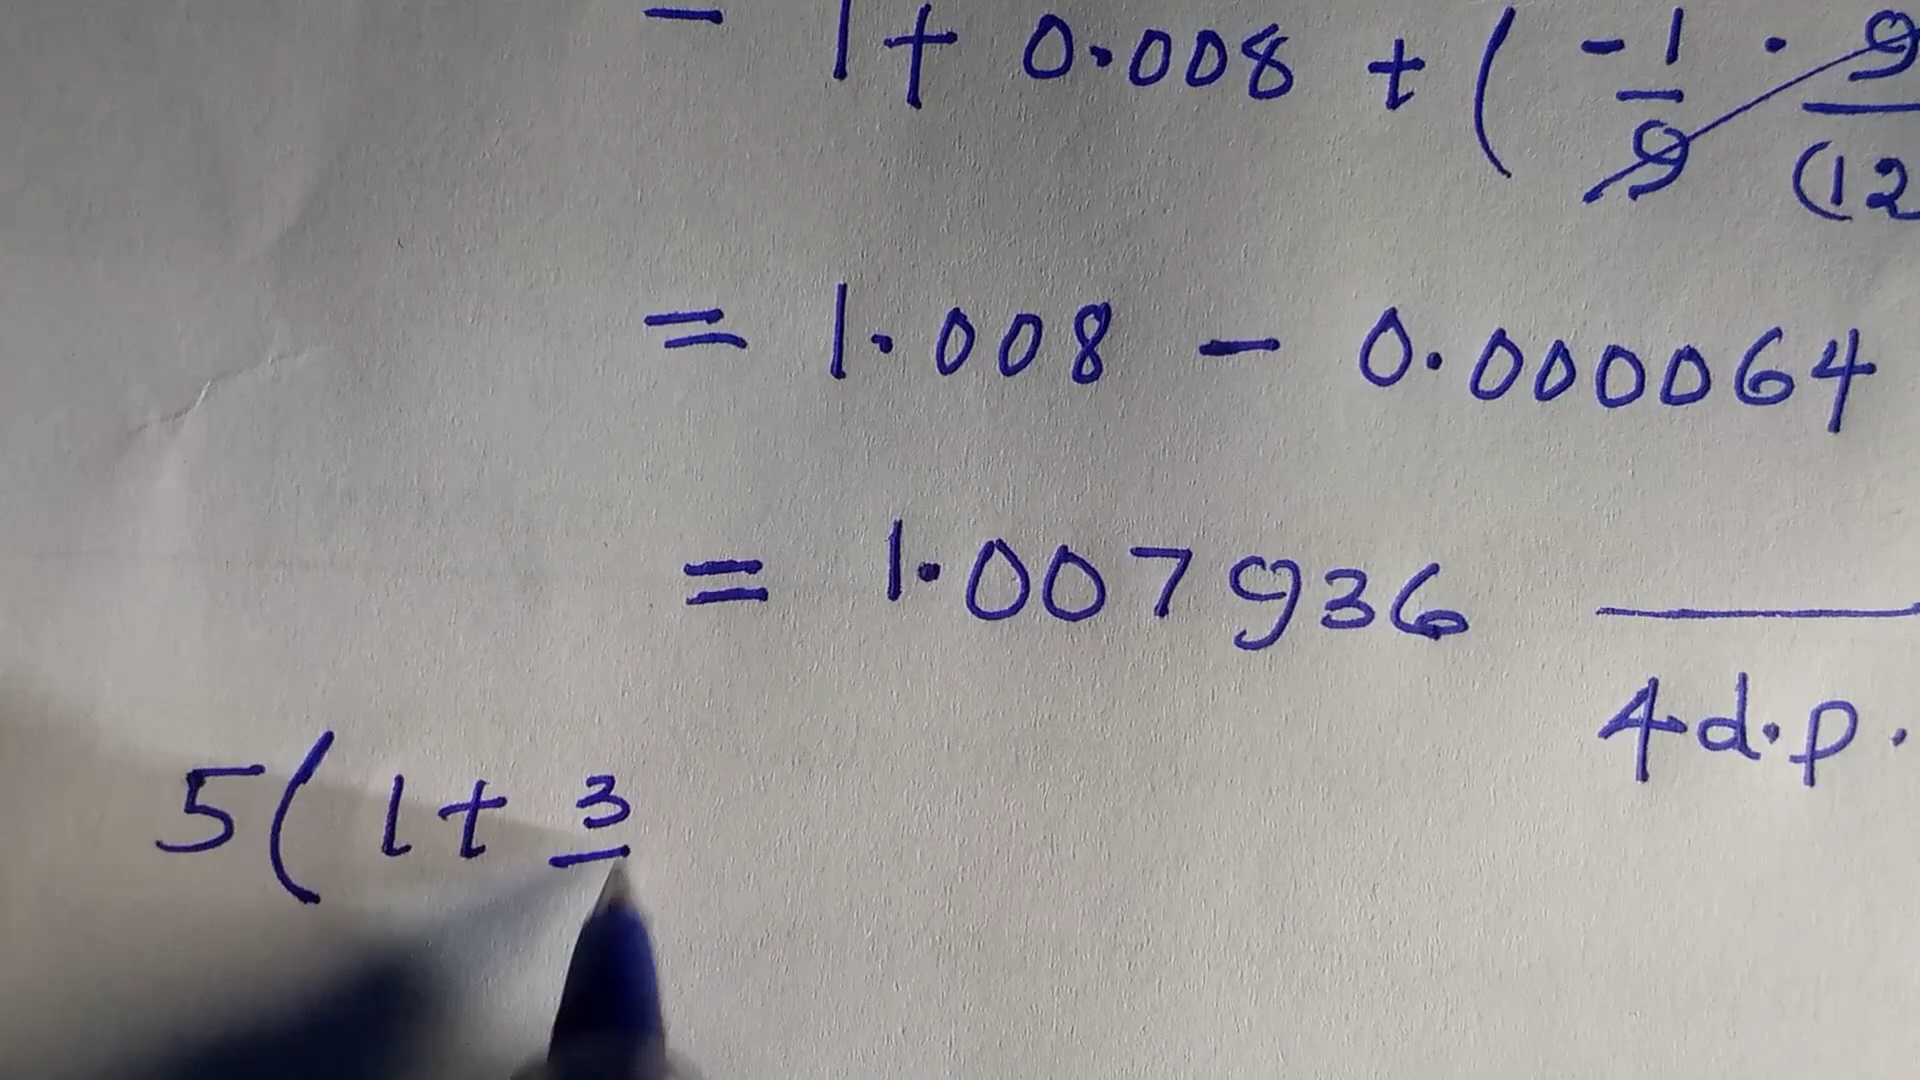 = 1 + 0.008 + ( -1/9 · 9/(12
= 1.008 - 0.000064
= 1.007936
4 d.p.
5 ( 1 + 3